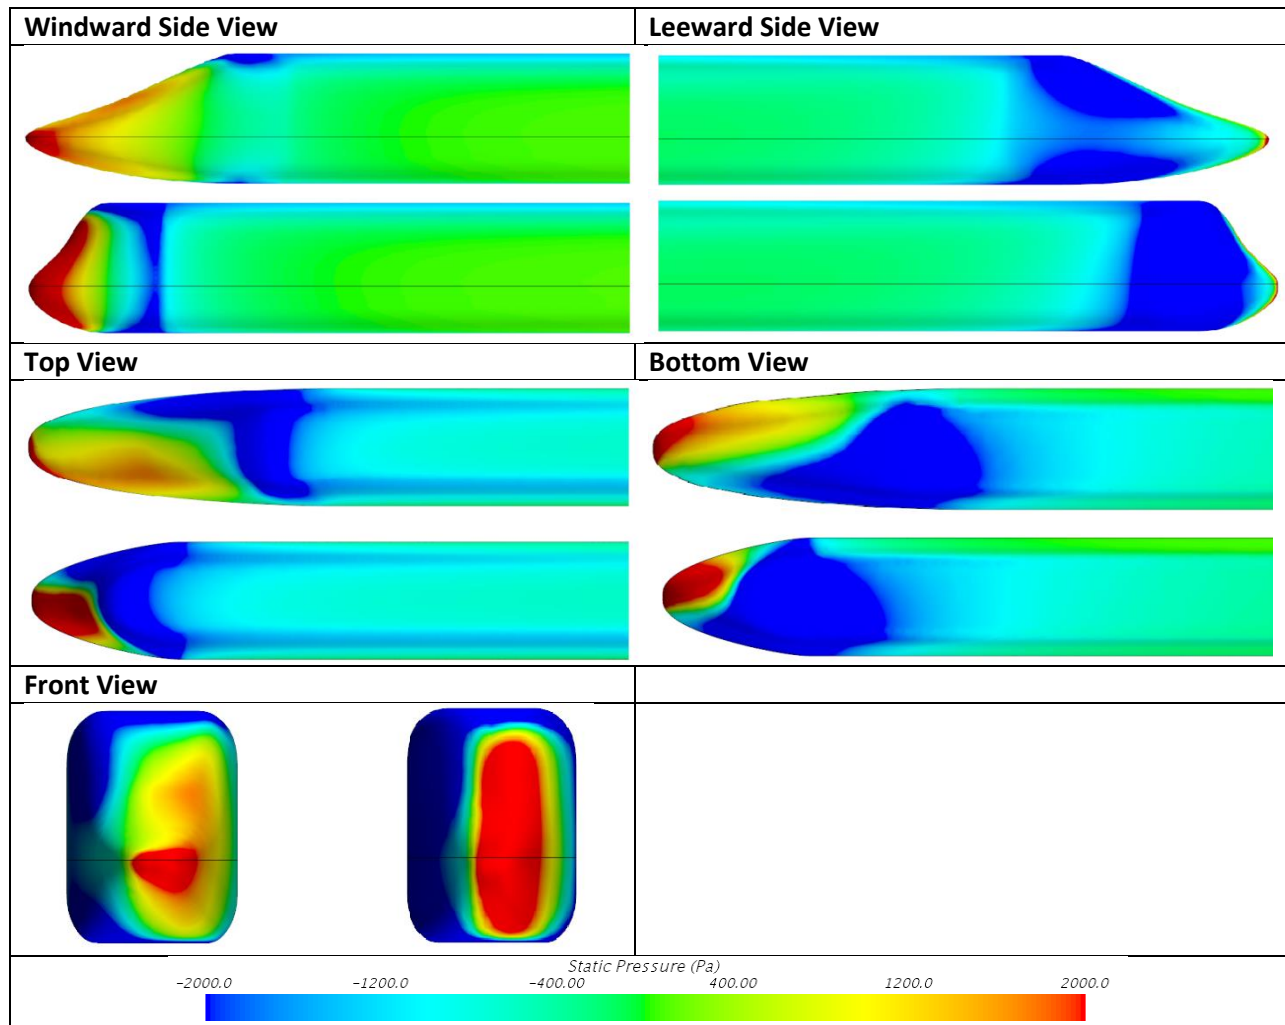 Windward Side View
Leeward Side View
Top View
Bottom View
Front View
Static Pressure (Pa)
-2000.0 -1200.0 -400.00 400.00 1200.0 2000.0